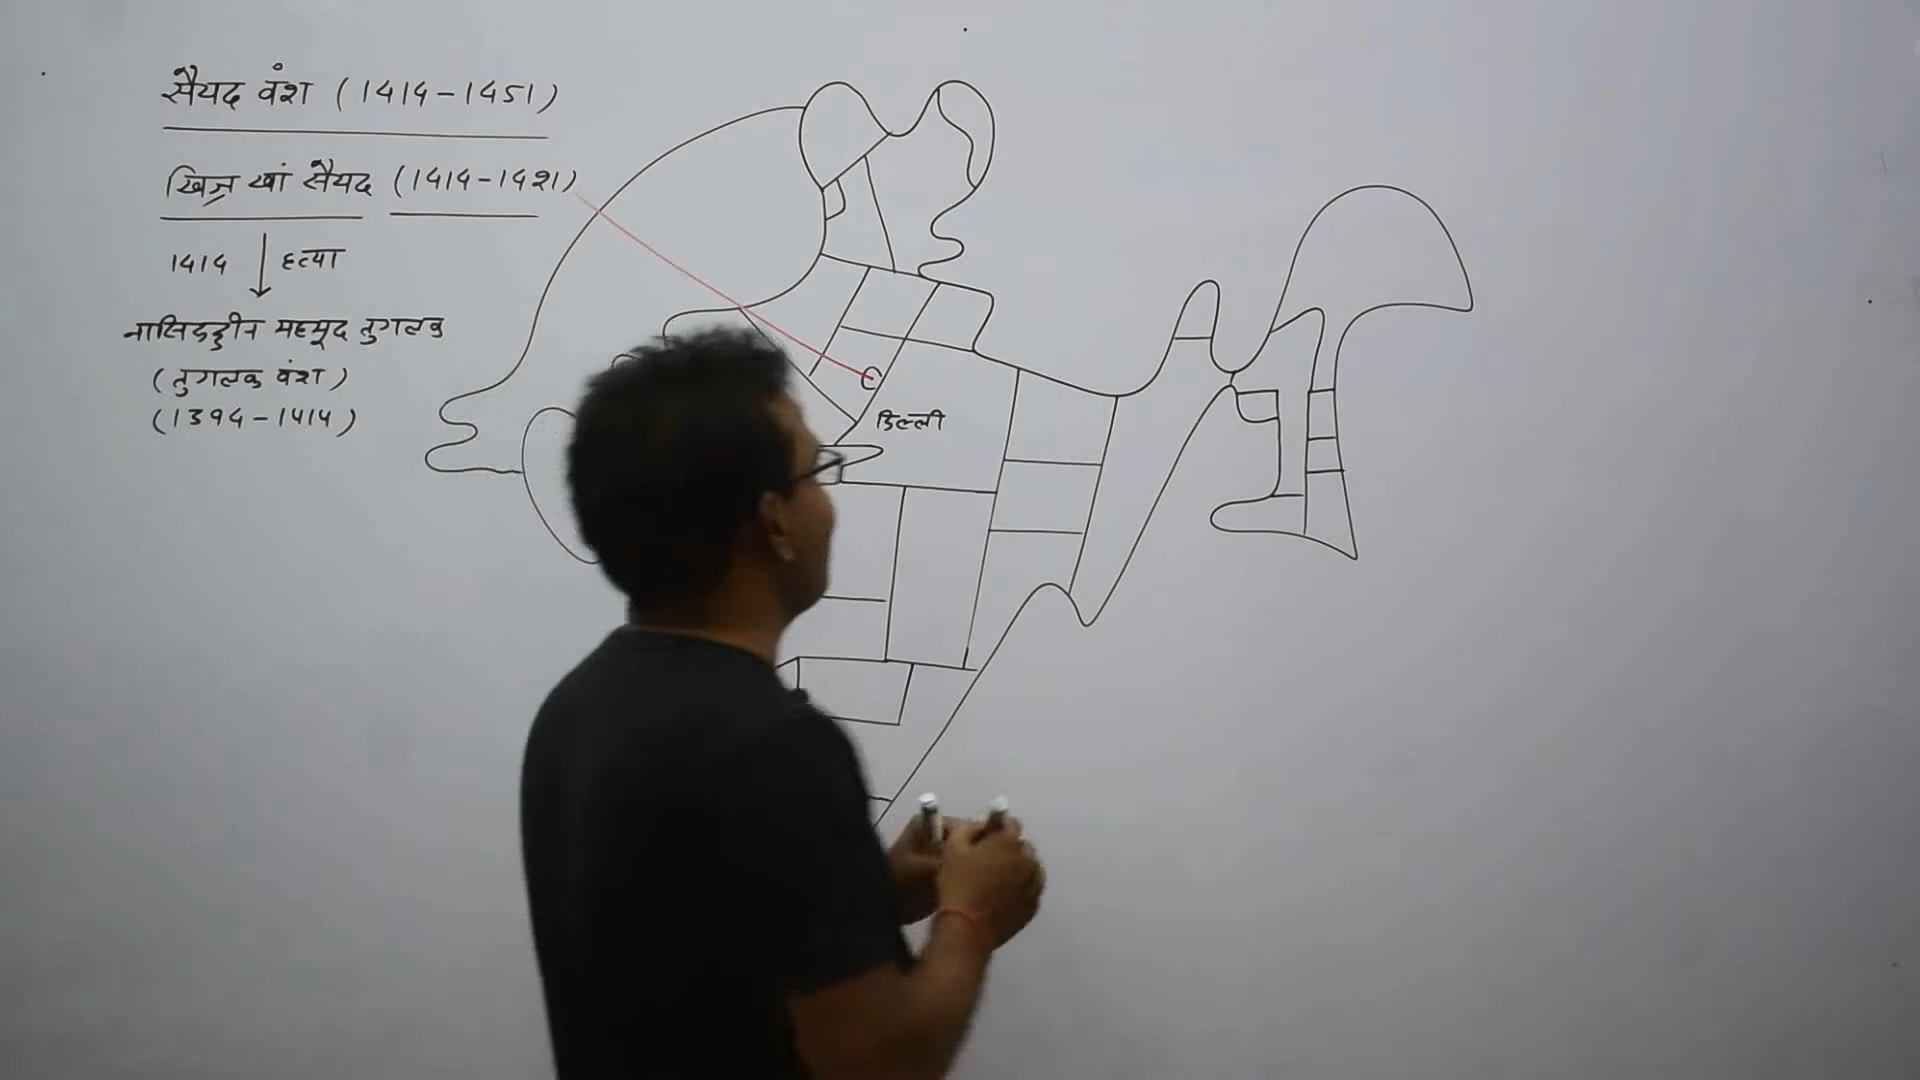 सैयद वंश (1414-1451)
खिज्र खां सैयद (1414-1421)
1414 हत्या
नासिरुद्दीन महमूद तुगलक
(तुगलक वंश)
(1394-1414)
दिल्ली